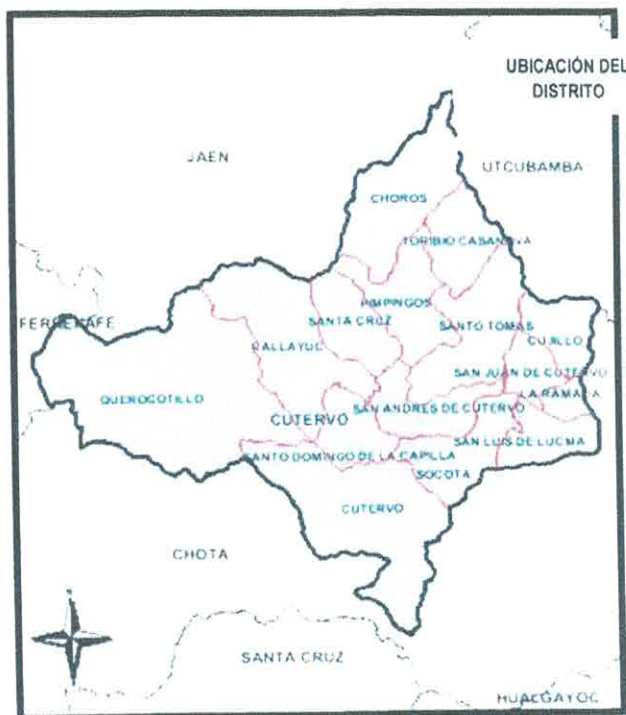 UBICACIÓN DEL
DISTRITO
JAEN
UTCUBAMBA
CHOROS
TORIBIO CASANOVA
PIMPINGOS
FERREÑAFE
SANTA CRUZ
SANTO TOMAS
CUJILLO
CALLAYUC
SAN JUAN DE CUTERVO
LA RAMADA
QUEROCOTILLO
SAN ANDRES DE CUTERVO
CUTERVO
SAN LUIS DE LUCMA
SANTO DOMINGO DE LA CAPILLA
SOCOTA
CUTERVO
CHOTA
SANTA CRUZ
HUALGAYOC